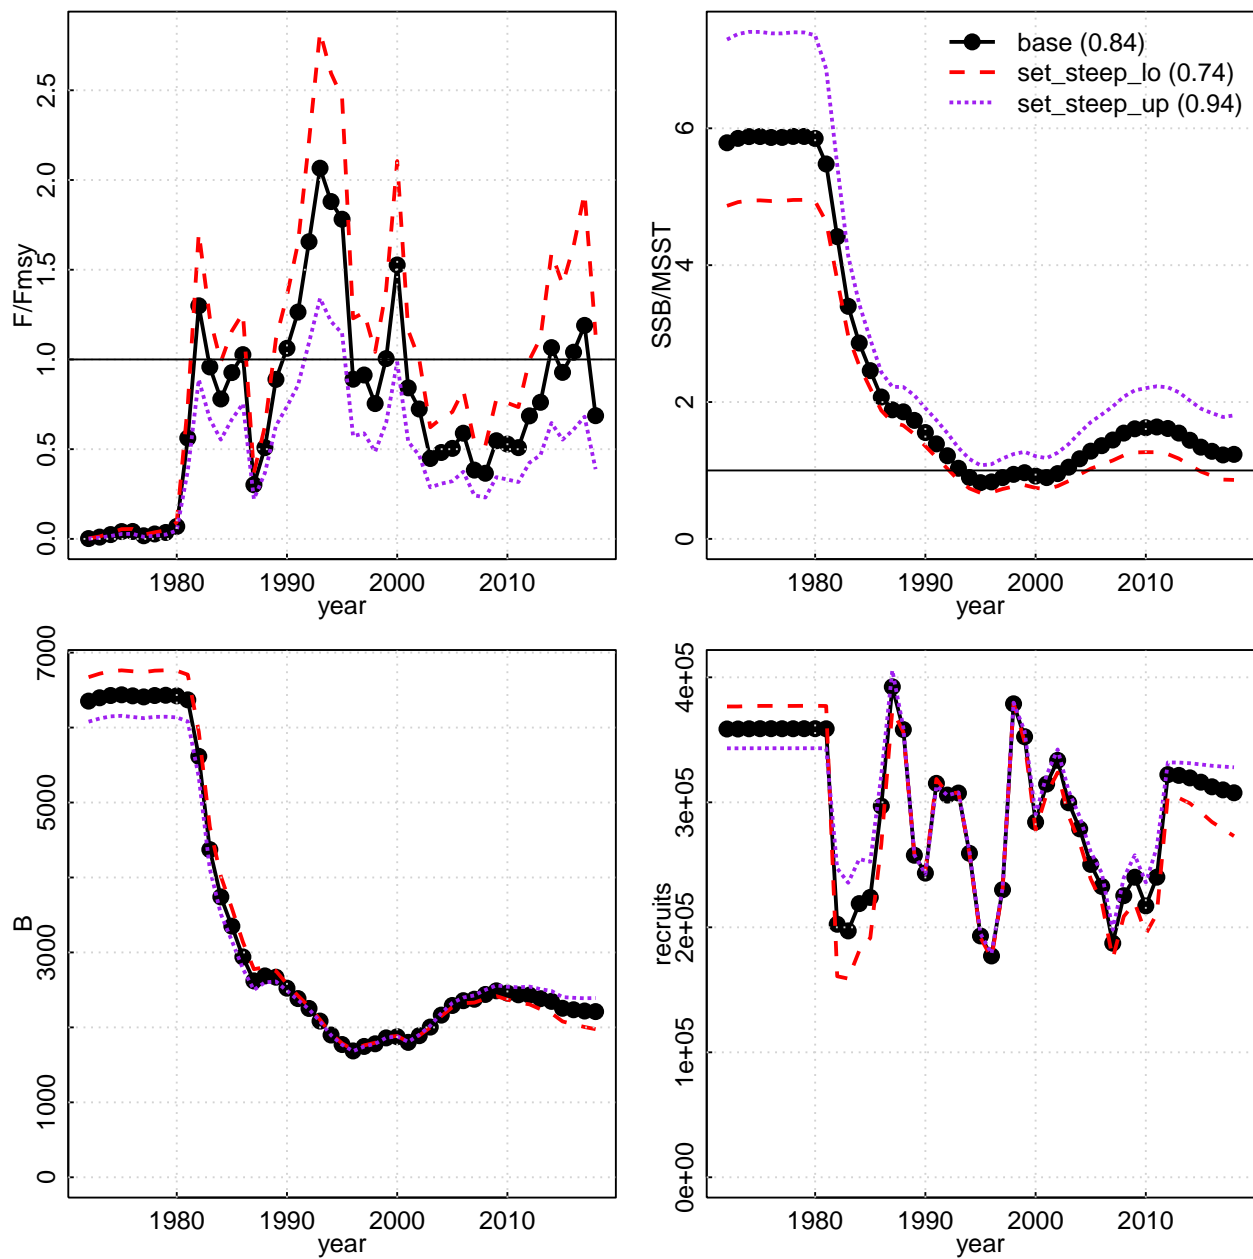 0.0 0.5 1.0 1.5 2.0 2.5
F/Fmsy
1980 1990 2000 2010
year
base (0.84)
set_steep_lo (0.74)
set_steep_up (0.94)
0 2 4 6
SSB/MSST
1980 1990 2000 2010
year
0 1000 3000 5000 7000
B
1980 1990 2000 2010
year
0e+00 1e+05 2e+05 3e+05 4e+05
recruits
1980 1990 2000 2010
year